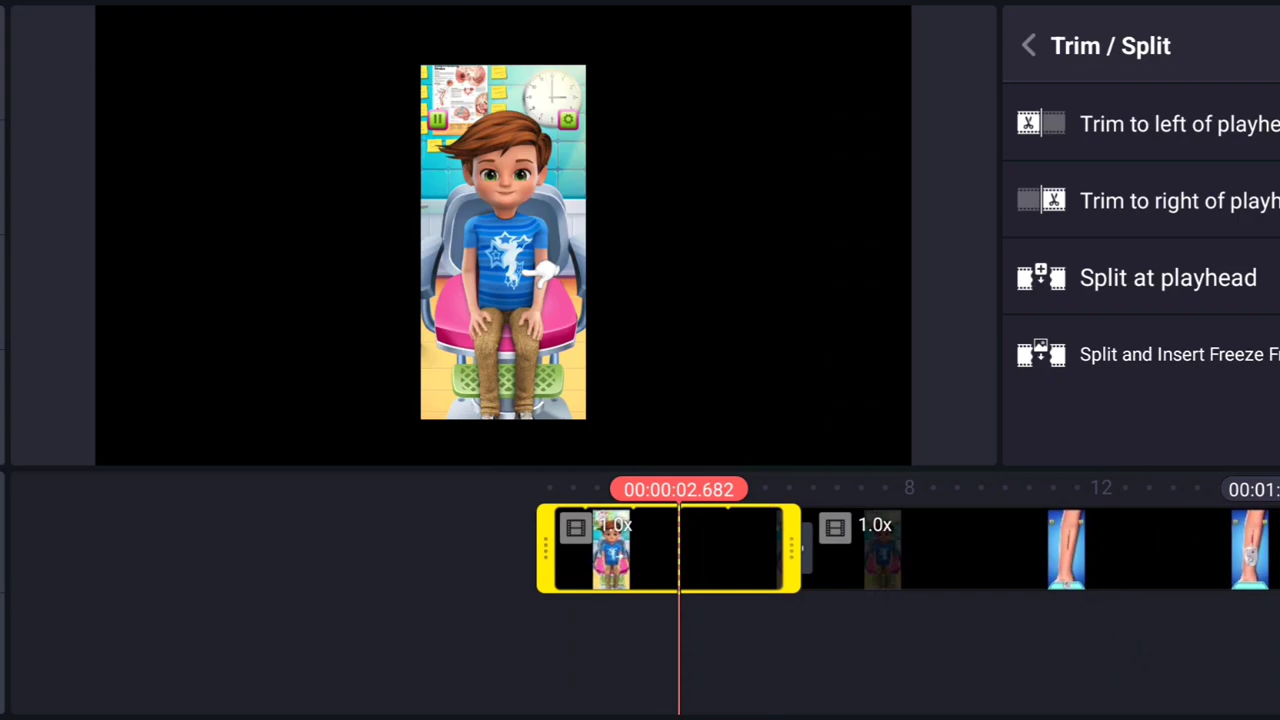 Trim / Split
Trim to left of playhe
Trim to right of playh
Split at playhead
Split and Insert Freeze F
00:00:02.682
8
12
00:01:
1.0x
1.0x